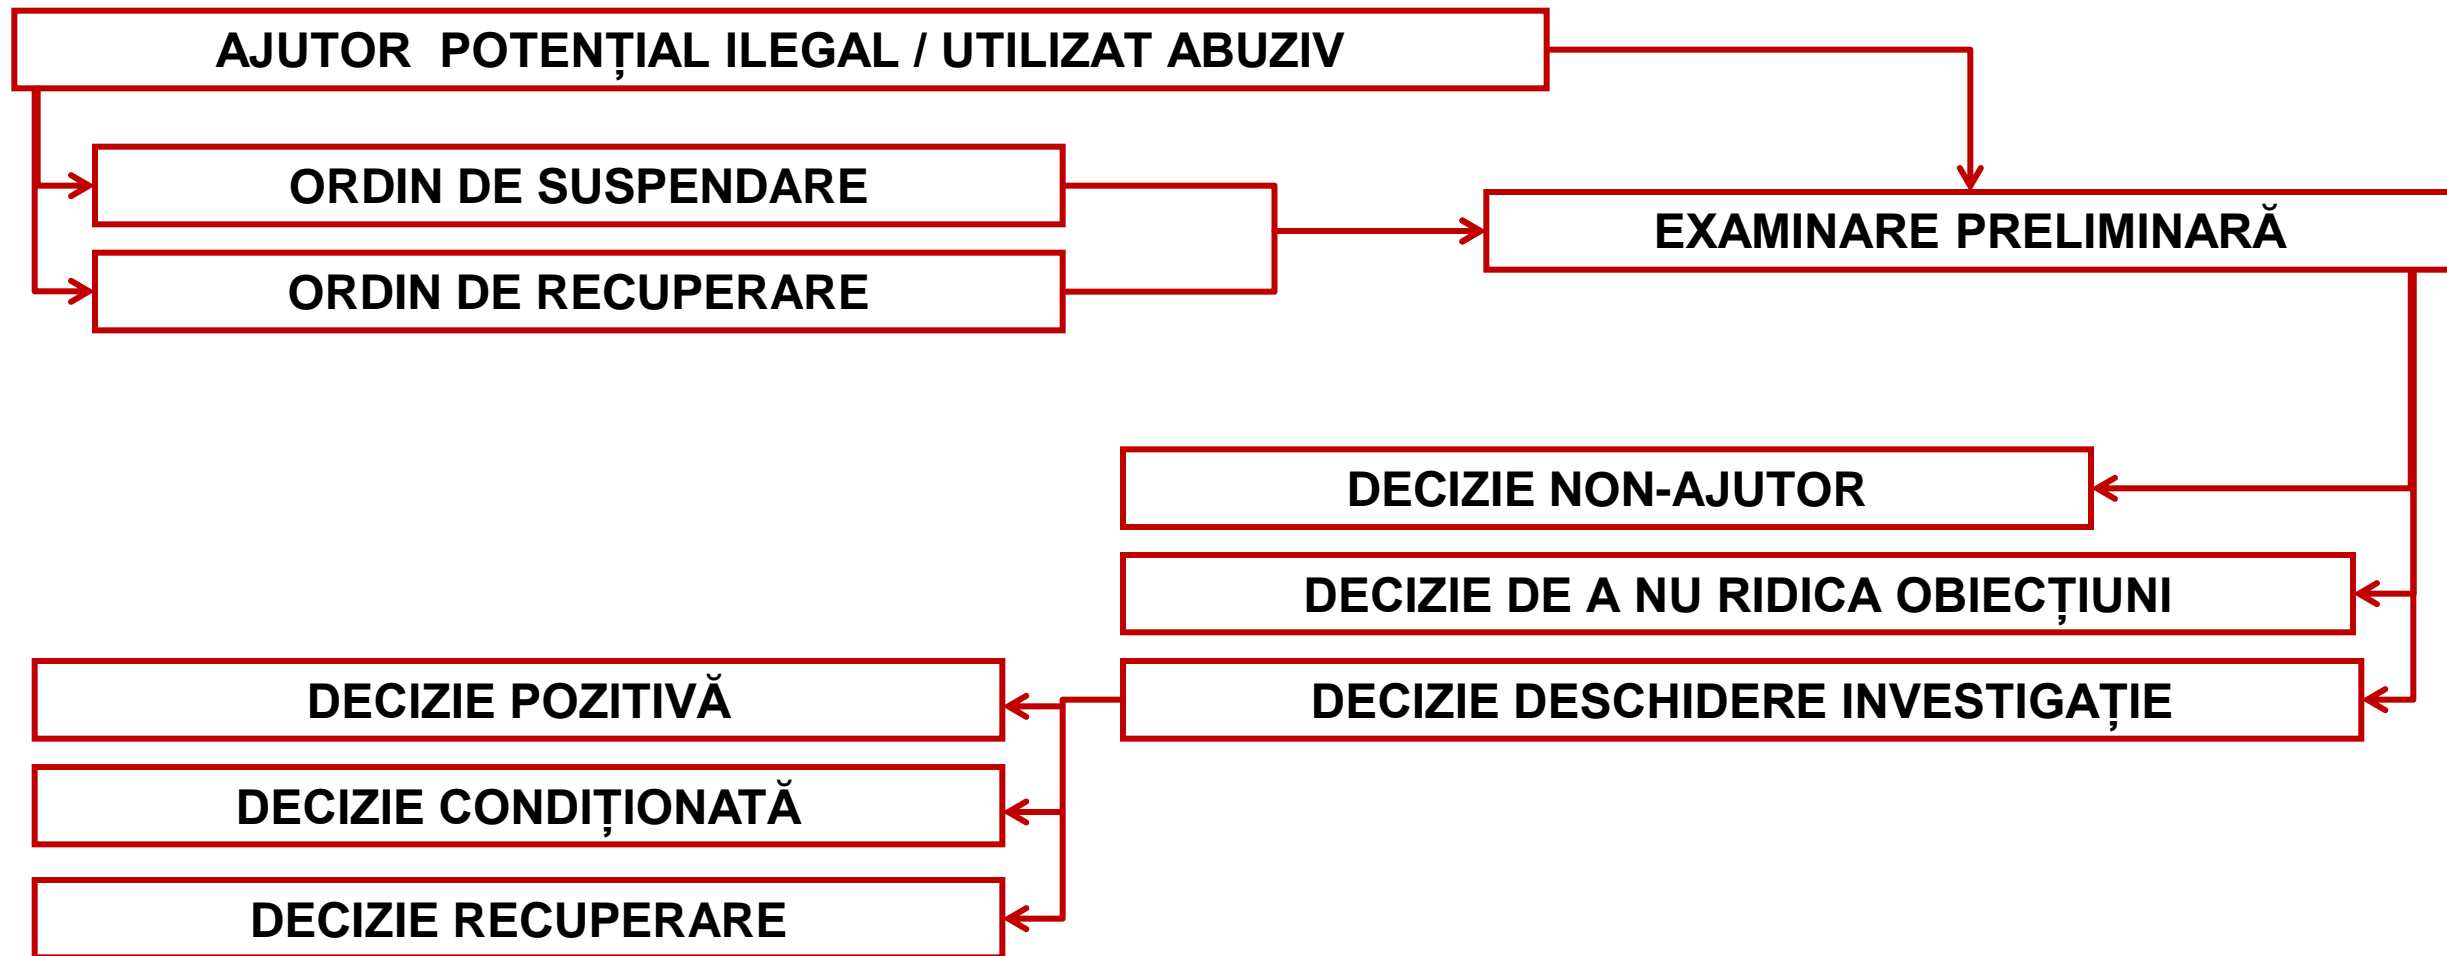 AJUTOR POTENȚIAL ILEGAL / UTILIZAT ABUZIV
ORDIN DE SUSPENDARE
EXAMINARE PRELIMINARĂ
ORDIN DE RECUPERARE
DECIZIE NON-AJUTOR
DECIZIE DE A NU RIDICA OBIECȚIUNI
DECIZIE POZITIVĂ
DECIZIE DESCHIDERE INVESTIGAȚIE
DECIZIE CONDIȚIONATĂ
DECIZIE RECUPERARE